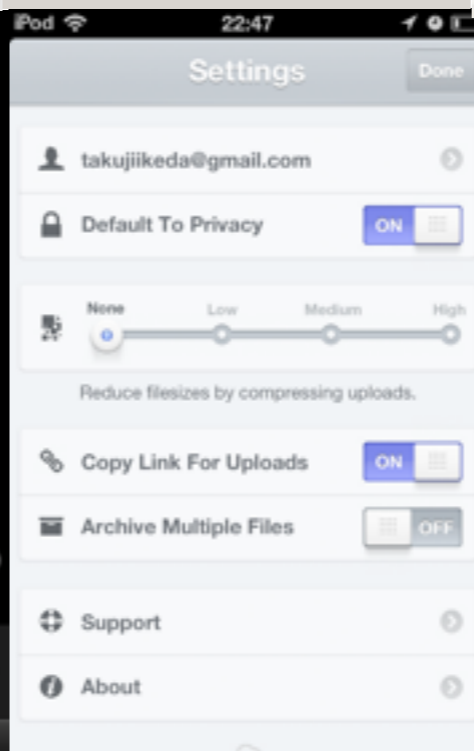 iPod 22:47
Settings Done
takujiikeda@gmail.com
Default To Privacy ON
None Low Medium High
Reduce filesizes by compressing uploads.
Copy Link For Uploads ON
Archive Multiple Files OFF
Support
About